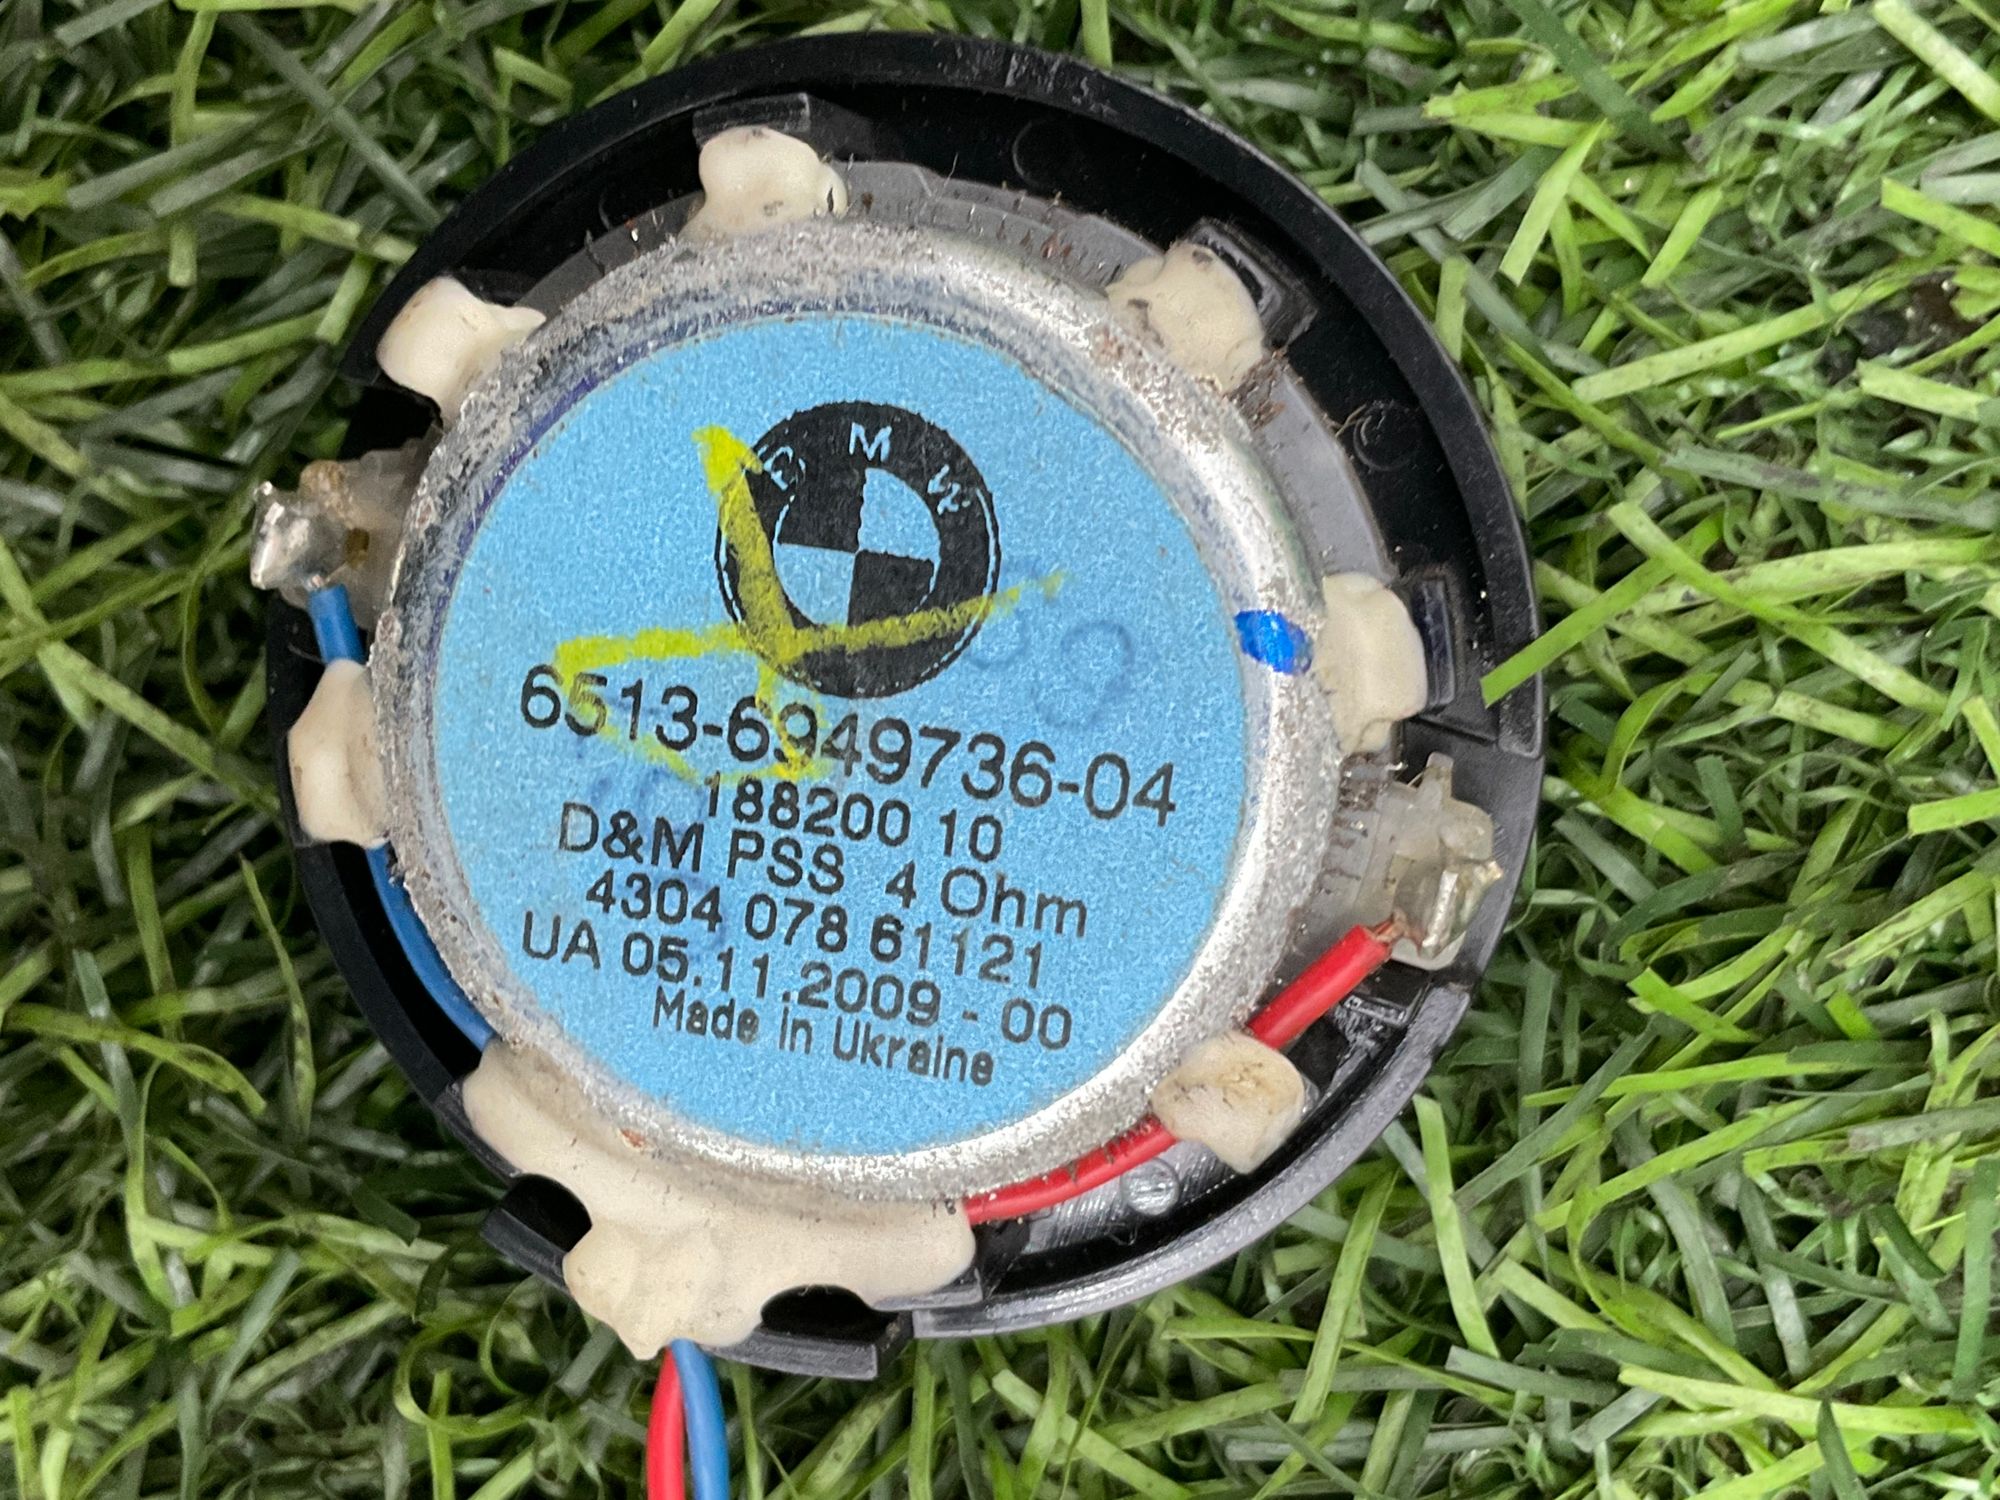 BMW
6513-6949736-04
188200 10
D&M PSS 4 Ohm
4304 078 61121
UA 05.11.2009 - 00
Made in Ukraine